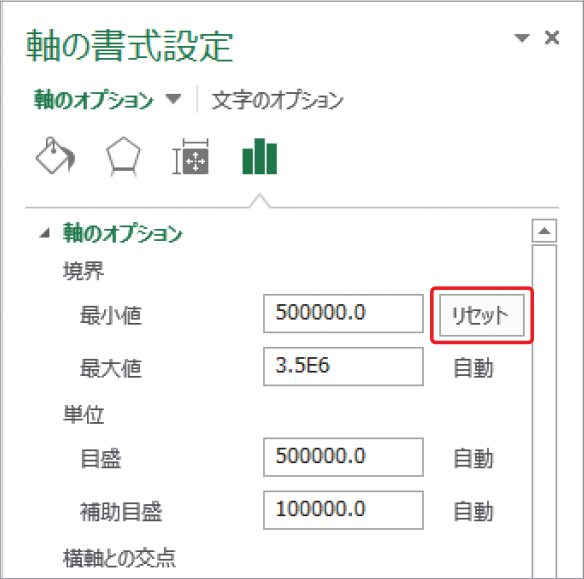 軸の書式設定
軸のオプション 文字のオプション
軸のオプション
境界
最小値 500000.0 リセット
最大値 3.5E6 自動
単位
目盛 500000.0 自動
補助目盛 100000.0 自動
横軸との交点